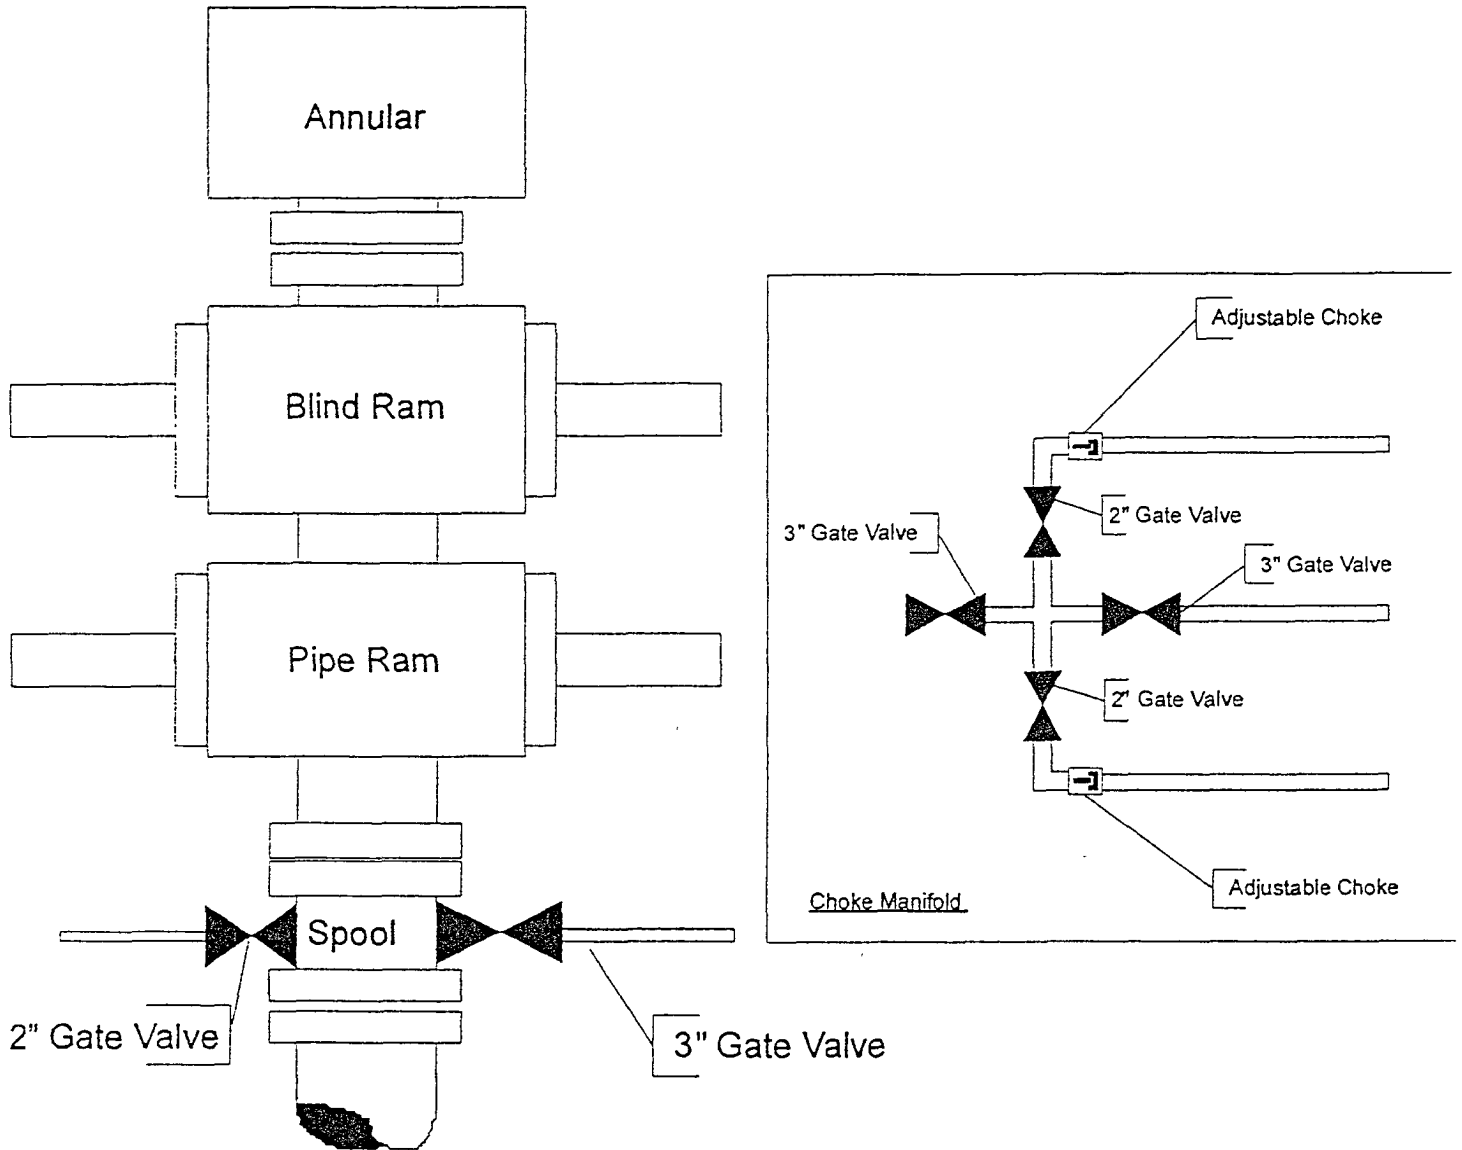 Annular
Blind Ram
Pipe Ram
Spool
2" Gate Valve
3" Gate Valve
Adjustable Choke
2" Gate Valve
3" Gate Valve
3" Gate Valve
2" Gate Valve
Adjustable Choke
Choke Manifold